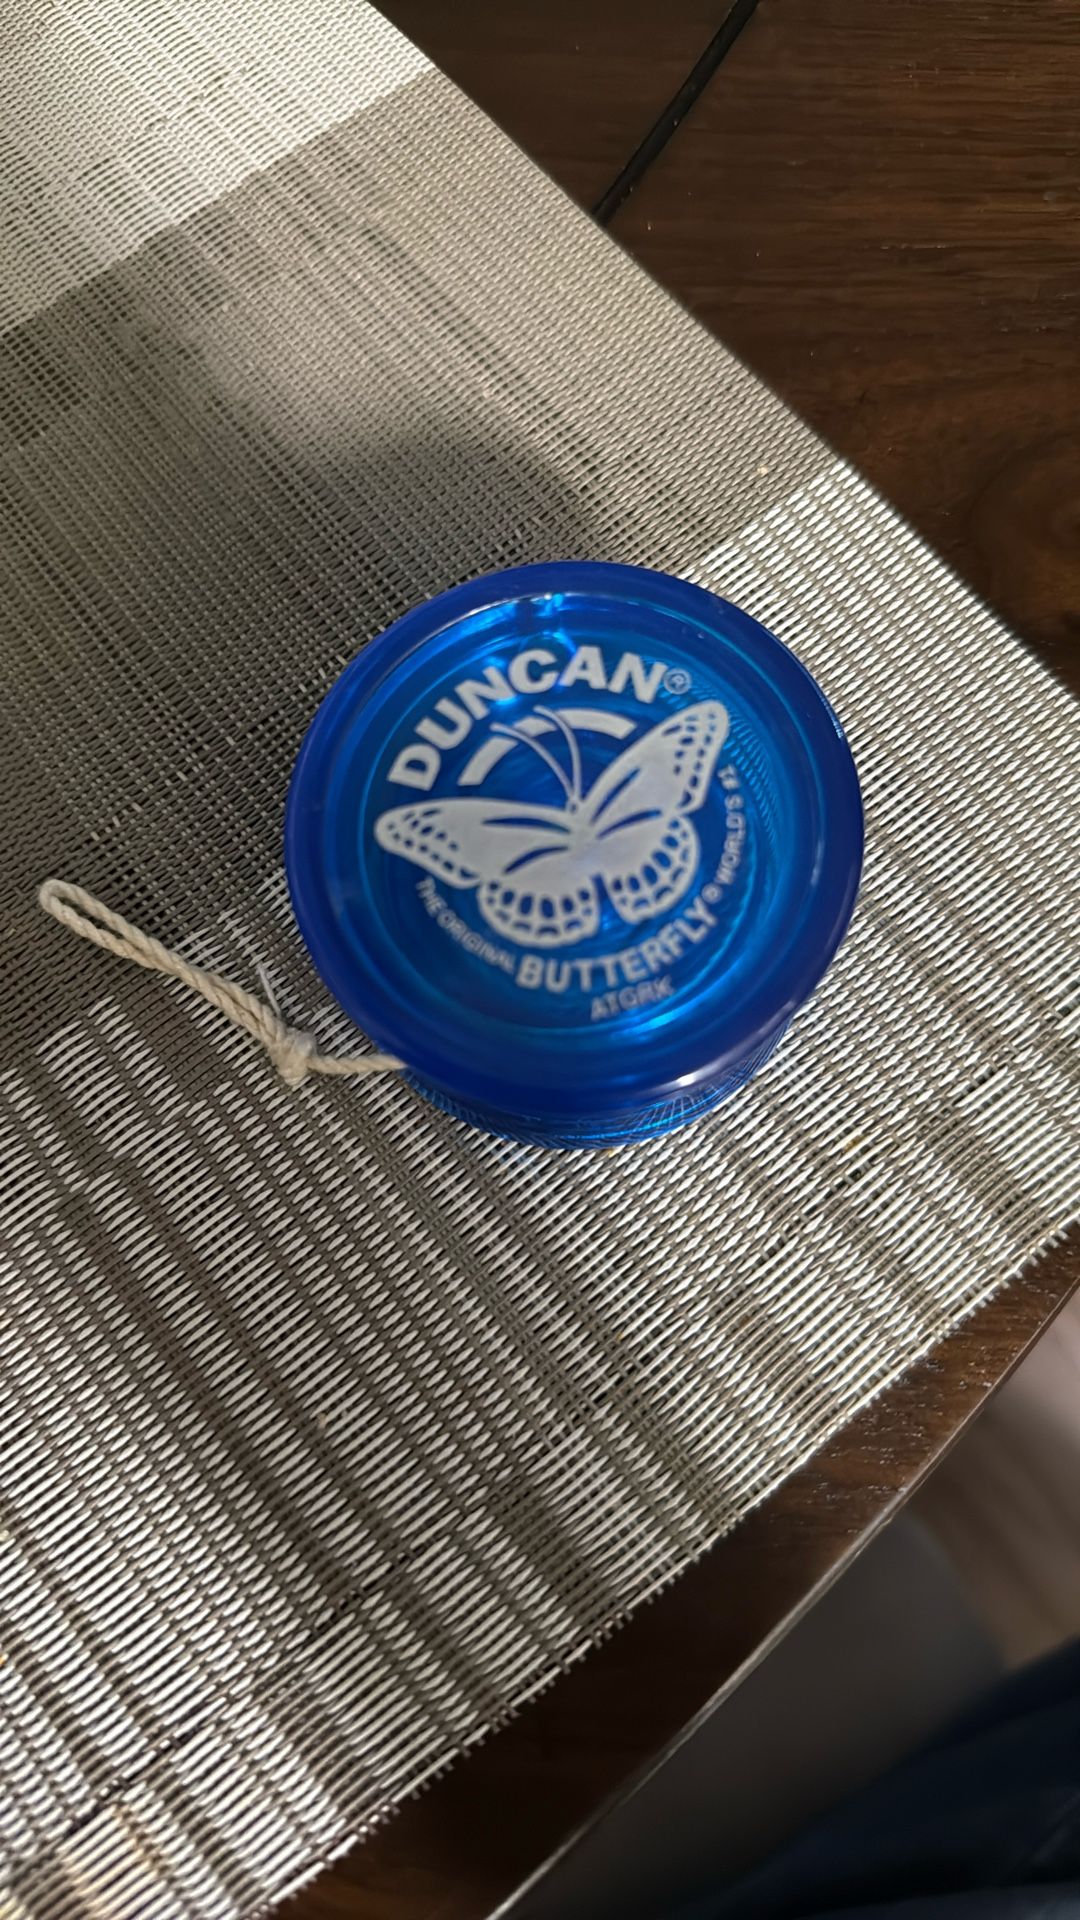 DUNCAN®
THE ORIGINAL
BUTTERFLY®
WORLD'S #1
ATGRK